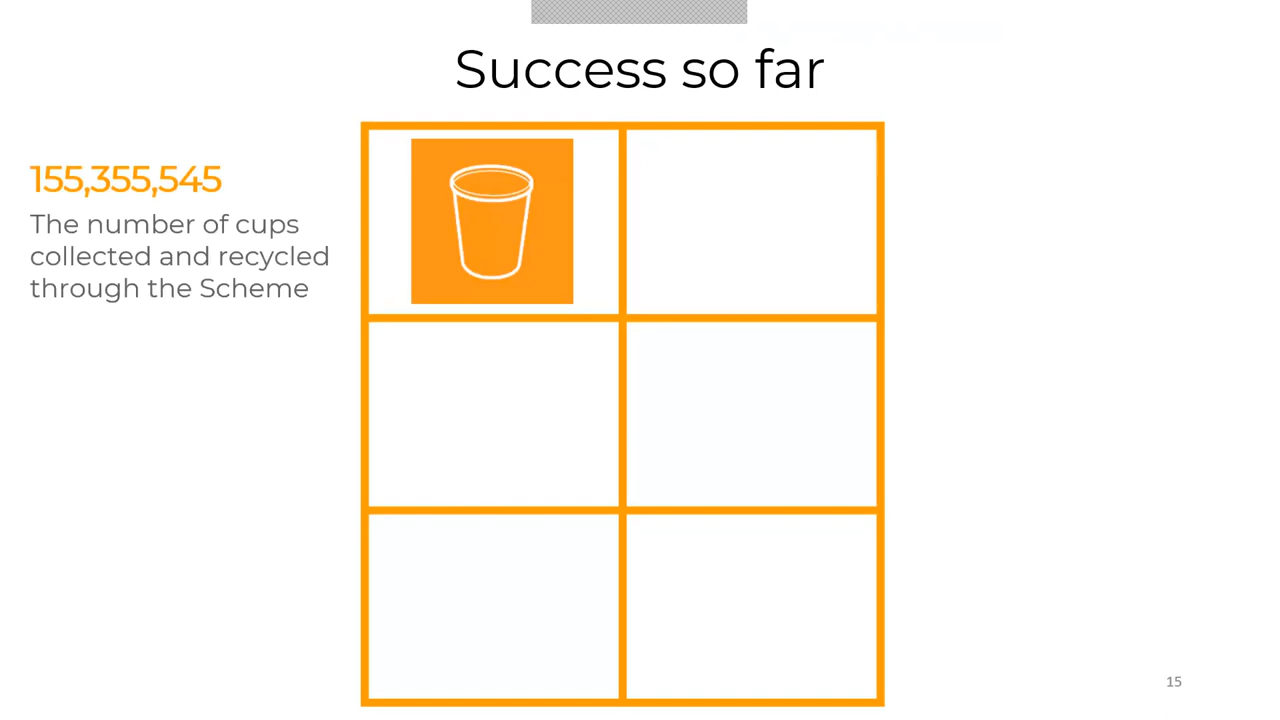 Success so far
155,355,545
The number of cups
collected and recycled
through the Scheme
15